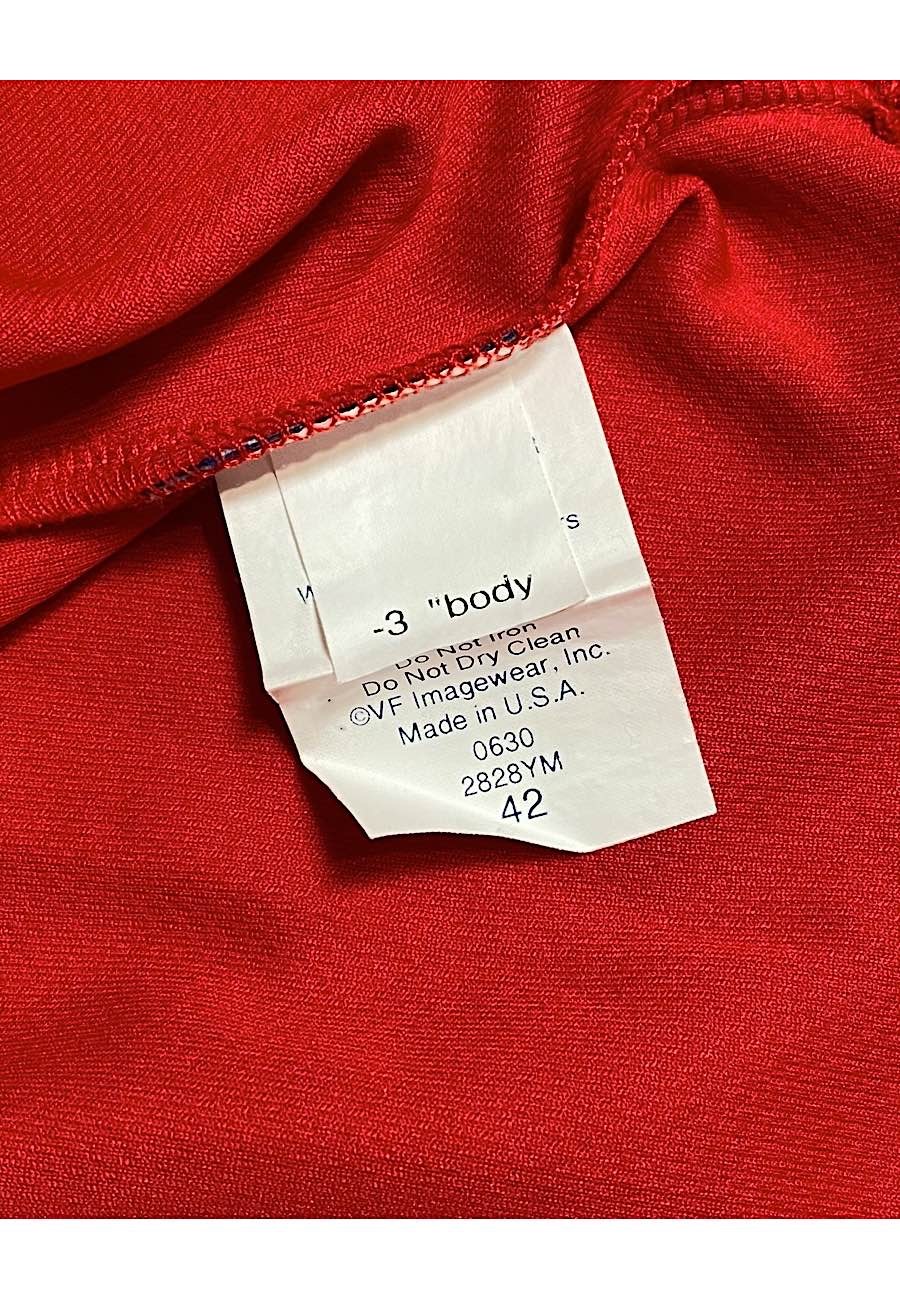 -3 "body
Do Not Iron
Do Not Dry Clean
©VF Imagewear, Inc.
Made in U.S.A.
0630
2828YM
42